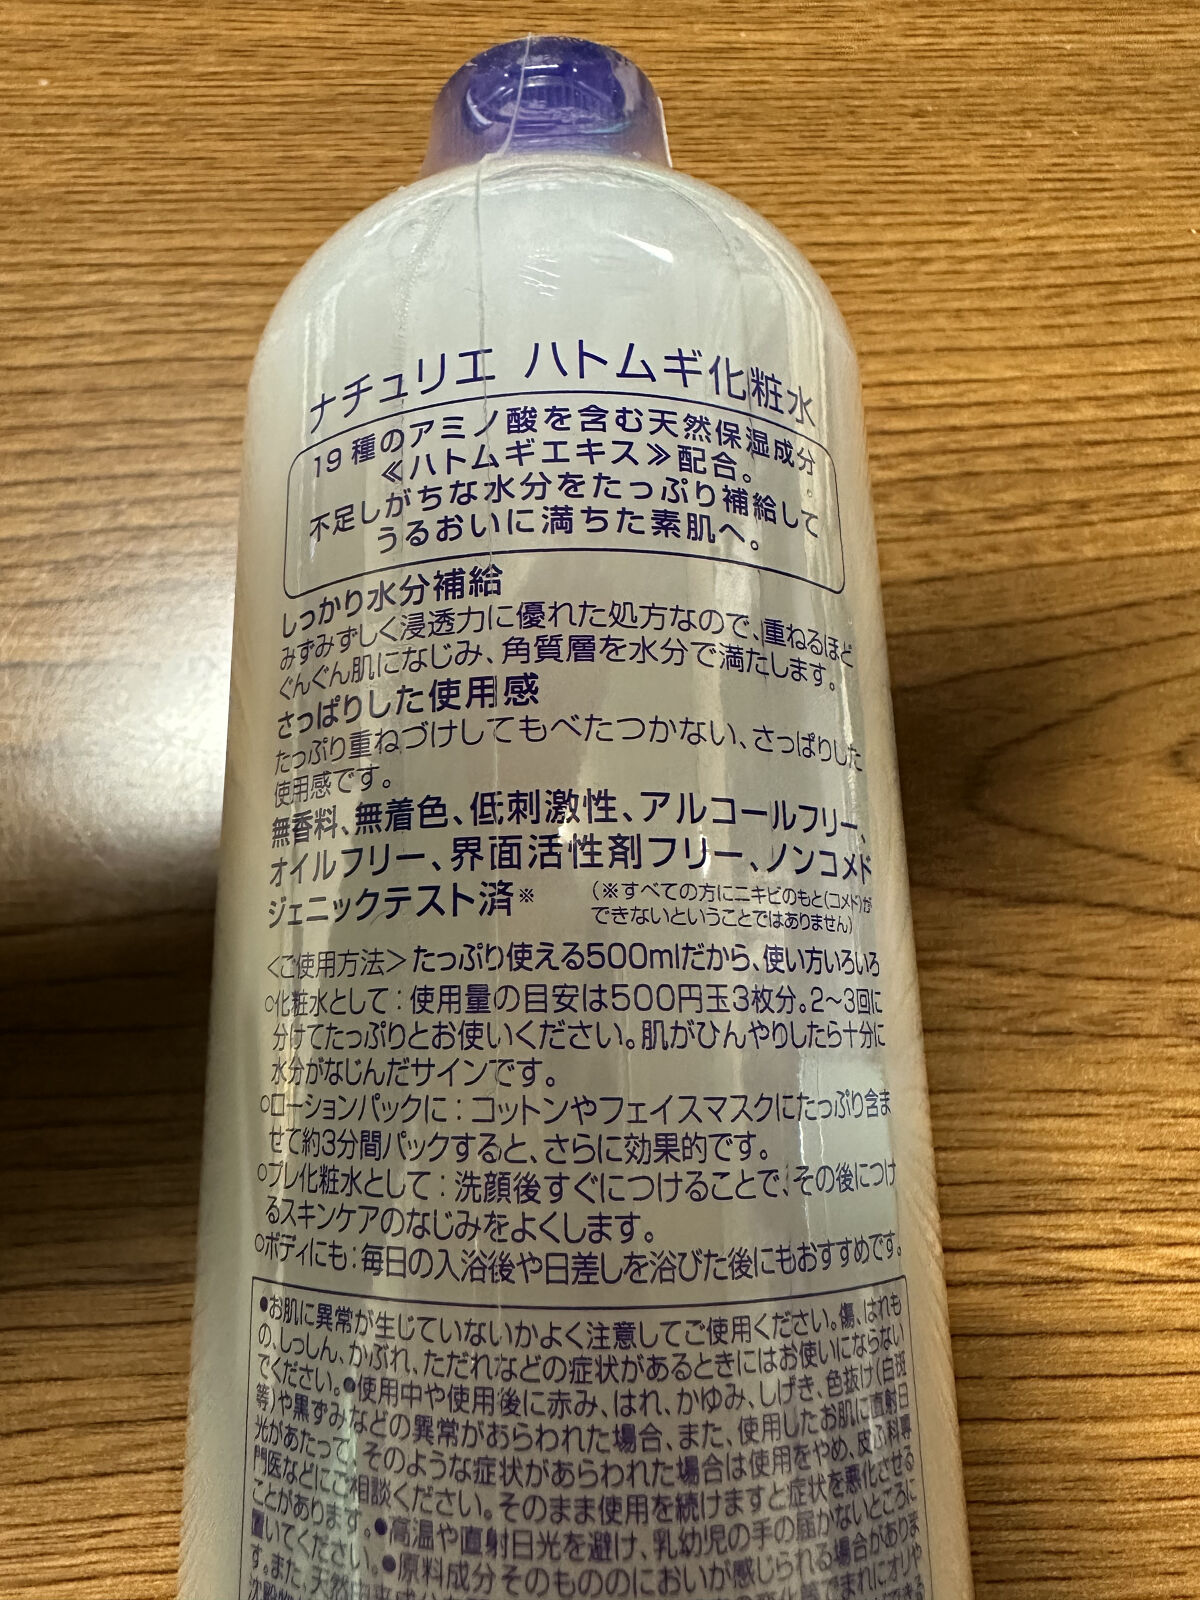 ナチュリエ ハトムギ化粧水
19種のアミノ酸を含む天然保湿成分
≪ハトムギエキス≫配合。
不足しがちな水分をたっぷり補給して
うるおいに満ちた素肌へ。
しっかり水分補給
みずみずしく浸透力に優れた処方なので、重ねるほど
ぐんぐん肌になじみ、角質層を水分で満たします。
さっぱりした使用感
たっぷり重ねづけしてもべたつかない、さっぱりした
使用感です。
無香料、無着色、低刺激性、アルコールフリー、
オイルフリー、界面活性剤フリー、ノンコメド
ジェニックテスト済※
(※すべての方にニキビのもと(コメド)が
できないということではありません)
<ご使用方法>たっぷり使える500mlだから、使い方いろいろ
○化粧水として:使用量の目安は500円玉3枚分。2〜3回に
分けてたっぷりとお使いください。肌がひんやりしたら十分に
水分がなじんだサインです。
○ローションパックに:コットンやフェイスマスクにたっぷり含ま
せて約3分間パックすると、さらに効果的です。
○プレ化粧水として:洗顔後すぐにつけることで、その後につけ
るスキンケアのなじみをよくします。
○ボディにも:毎日の入浴後や日差しを浴びた後にもおすすめです。
●お肌に異常が生じていないかよく注意してご使用ください。傷、はれも
の、しっしん、かぶれ、ただれなどの症状があるときにはお使いにならない
でください。●使用中や使用後に赤み、はれ、かゆみ、しげき、色抜け(白斑
等)や黒ずみなどの異常があらわれた場合、また、使用したお肌に直射日
光があたって、そのような症状があらわれた場合は使用をやめ、皮ふ科専
門医などにご相談ください。そのまま使用を続けますと症状を悪化させる
ことがあります。●高温や直射日光を避け、乳幼児の手の届かないところに
置いてください。●原料成分そのもののにおいが感じられる場合がありま
す。また、天然由来成分